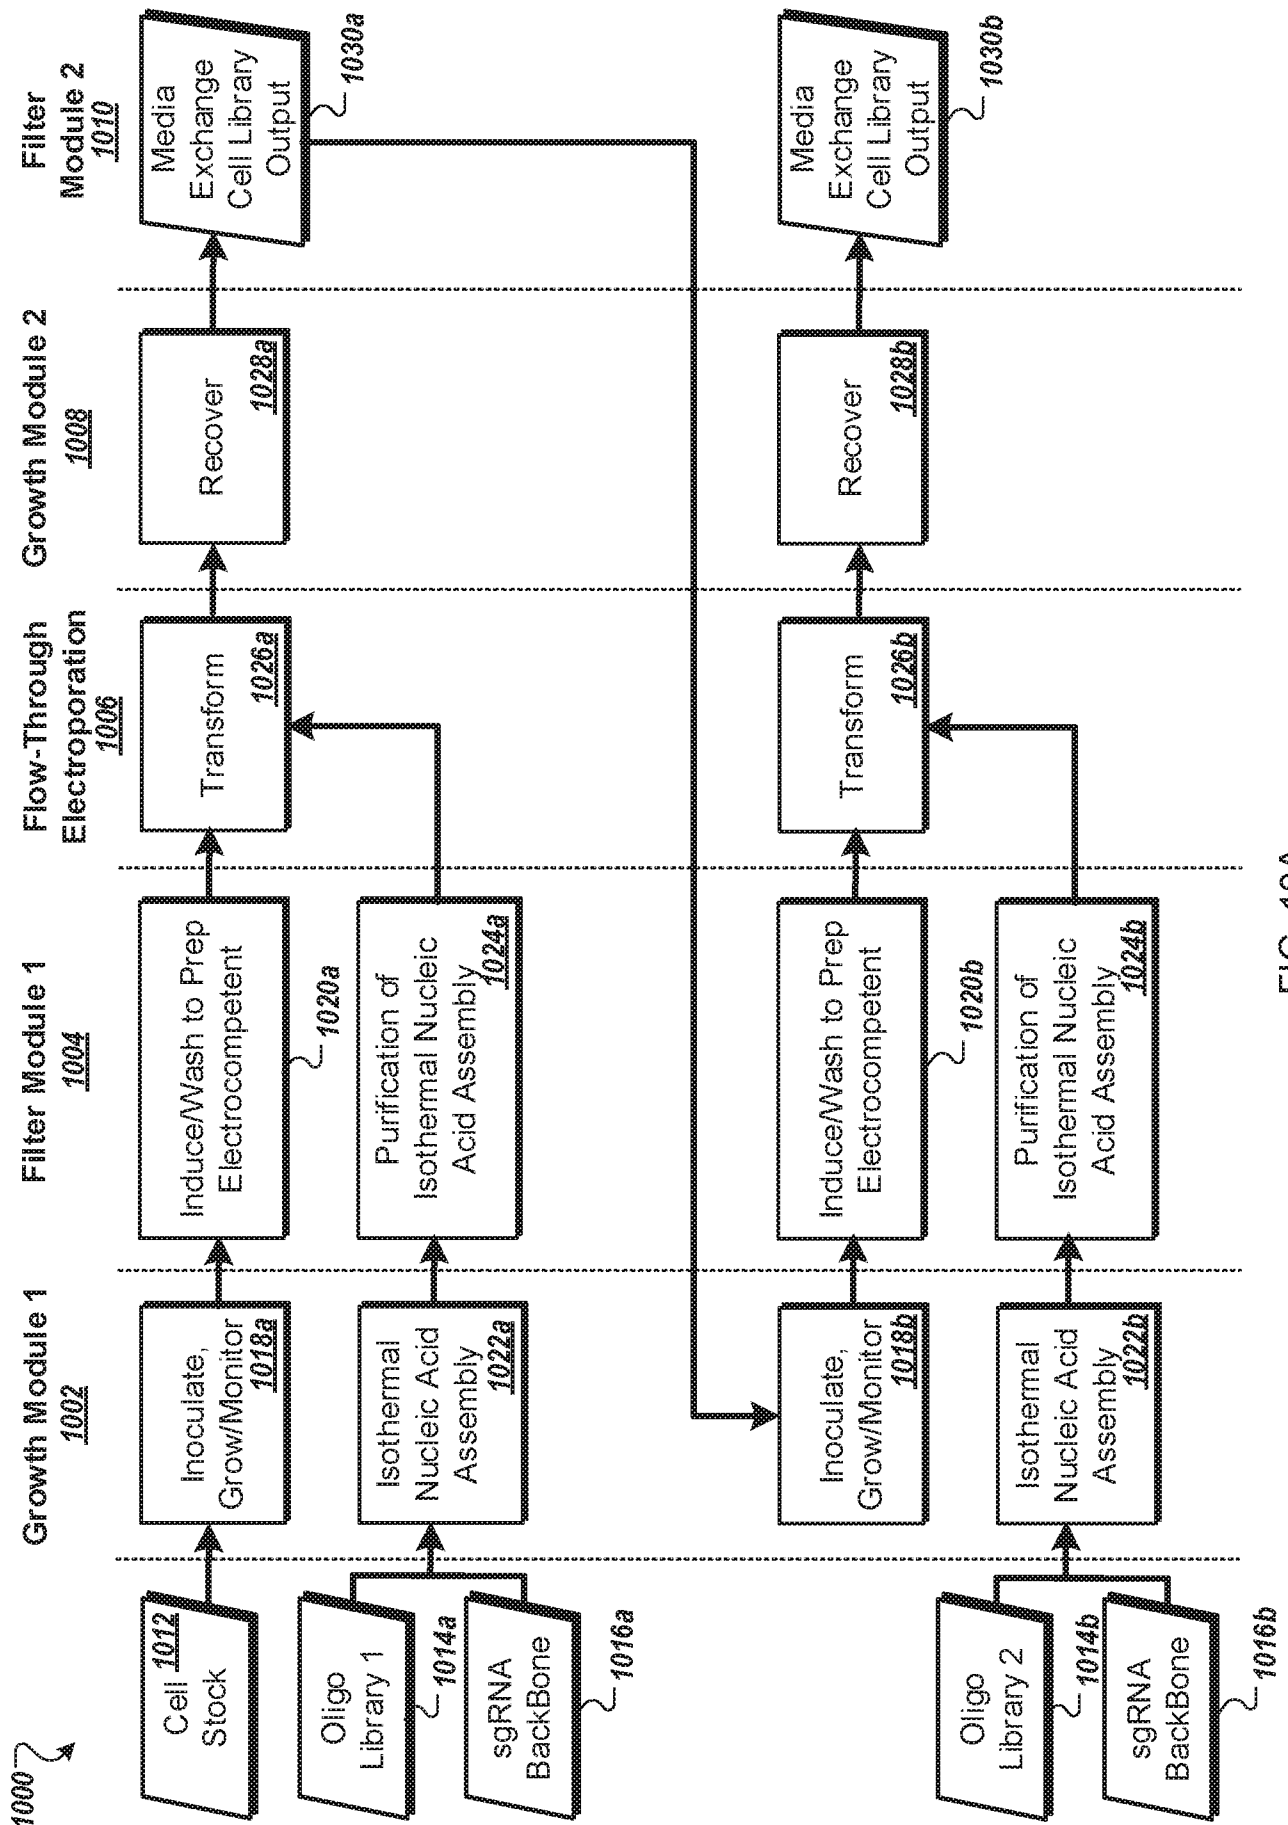 1000
Growth Module 1
1002
Filter Module 1
1004
Flow-Through
Electroporation
1006
Growth Module 2
1008
Filter
Module 2
1010
Cell
Stock
1012
Inoculate,
Grow/Monitor
1018a
Induce/Wash to Prep
Electrocompetent
1020a
Transform
1026a
Recover
1028a
Media
Exchange
Cell Library
Output
1030a
Oligo
Library 1
1014a
sgRNA
BackBone
1016a
Isothermal
Nucleic Acid
Assembly
1022a
Purification of
Isothermal Nucleic
Acid Assembly
1024a
Inoculate,
Grow/Monitor
1018b
Induce/Wash to Prep
Electrocompetent
1020b
Transform
1026b
Recover
1028b
Media
Exchange
Cell Library
Output
1030b
Oligo
Library 2
1014b
sgRNA
BackBone
1016b
Isothermal
Nucleic Acid
Assembly
1022b
Purification of
Isothermal Nucleic
Acid Assembly
1024b